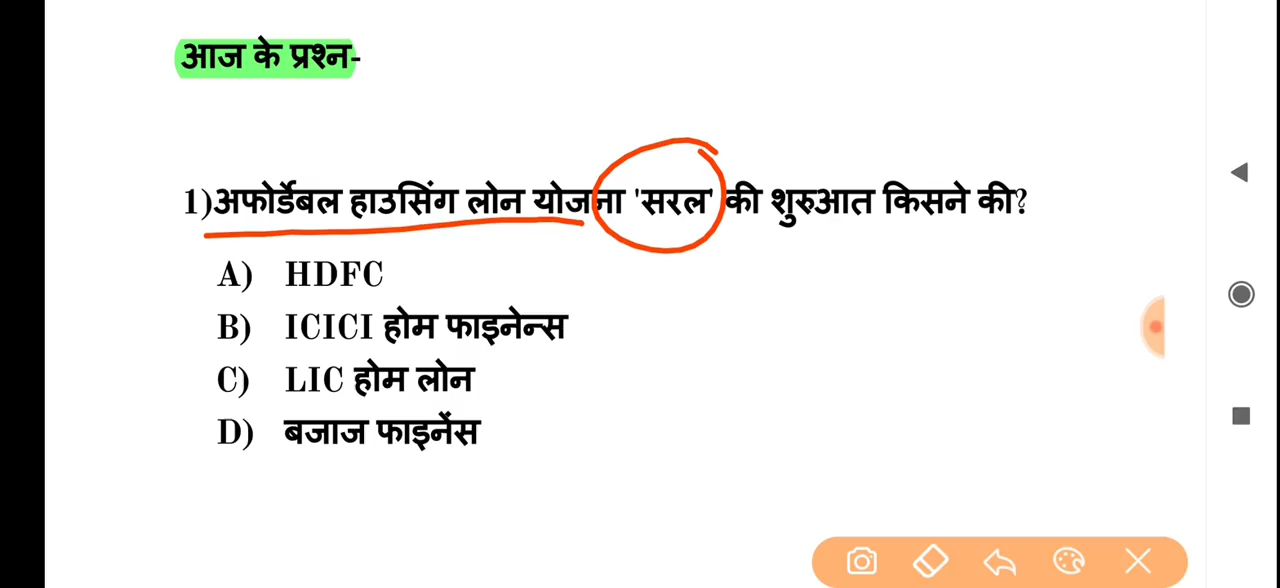 आज के प्रश्न-
1)अफोर्डेबल हाउसिंग लोन योजना 'सरल' की शुरुआत किसने की?
A) HDFC
B) ICICI होम फाइनेन्स
C) LIC होम लोन
D) बजाज फाइनेंस